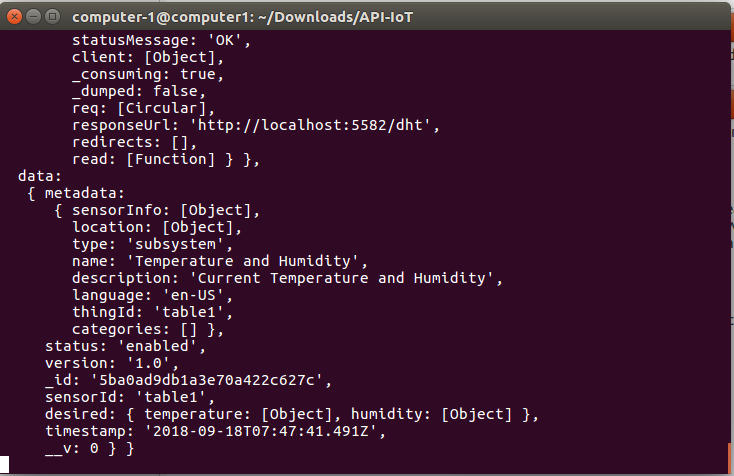 computer-1@computer1: ~/Downloads/API-IoT
statusMessage: 'OK',
client: [Object],
_consuming: true,
_dumped: false,
req: [Circular],
responseUrl: 'http://localhost:5582/dht',
redirects: [],
read: [Function] } },
data:
{ metadata:
{ sensorInfo: [Object],
location: [Object],
type: 'subsystem',
name: 'Temperature and Humidity',
description: 'Current Temperature and Humidity',
language: 'en-US',
thingId: 'table1',
categories: [] },
status: 'enabled',
version: '1.0',
_id: '5ba0ad9db1a3e70a422c627c',
sensorId: 'table1',
desired: { temperature: [Object], humidity: [Object] },
timestamp: '2018-09-18T07:47:41.491Z',
__v: 0 } }